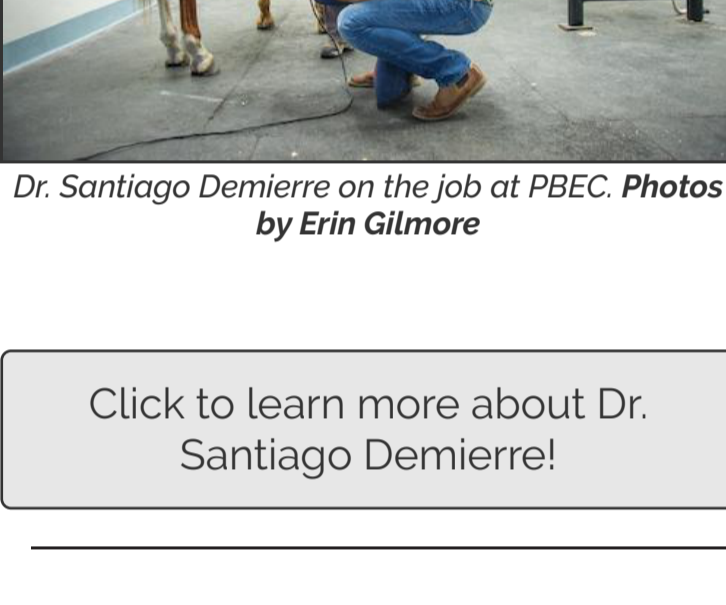 Dr. Santiago Demierre on the job at PBEC. Photos
by Erin Gilmore
Click to learn more about Dr.
Santiago Demierre!